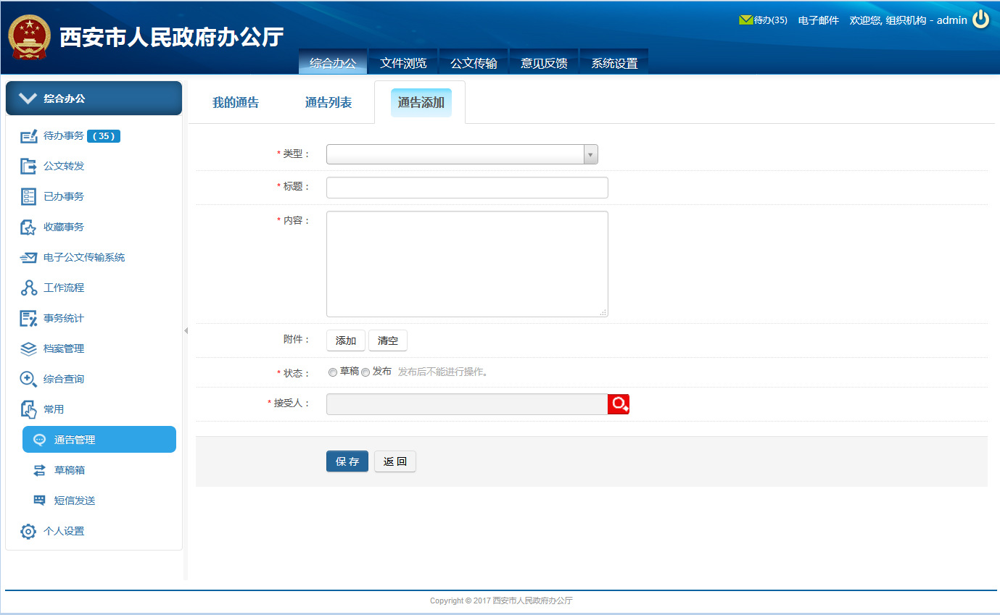 西安市人民政府办公厅
待办(35) 电子邮件 欢迎您, 组织机构 - admin
综合办公 文件浏览 公文传输 意见反馈 系统设置
综合办公
待办事务 ( 35 )
公文转发
已办事务
收藏事务
电子公文传输系统
工作流程
事务统计
档案管理
综合查询
常用
通告管理
草稿箱
短信发送
个人设置
我的通告 通告列表 通告添加
* 类型：
* 标题：
* 内容：
附件： 添加 清空
* 状态： 草稿 发布 发布后不能进行操作。
* 接受人：
保存 返回
Copyright © 2017 西安市人民政府办公厅